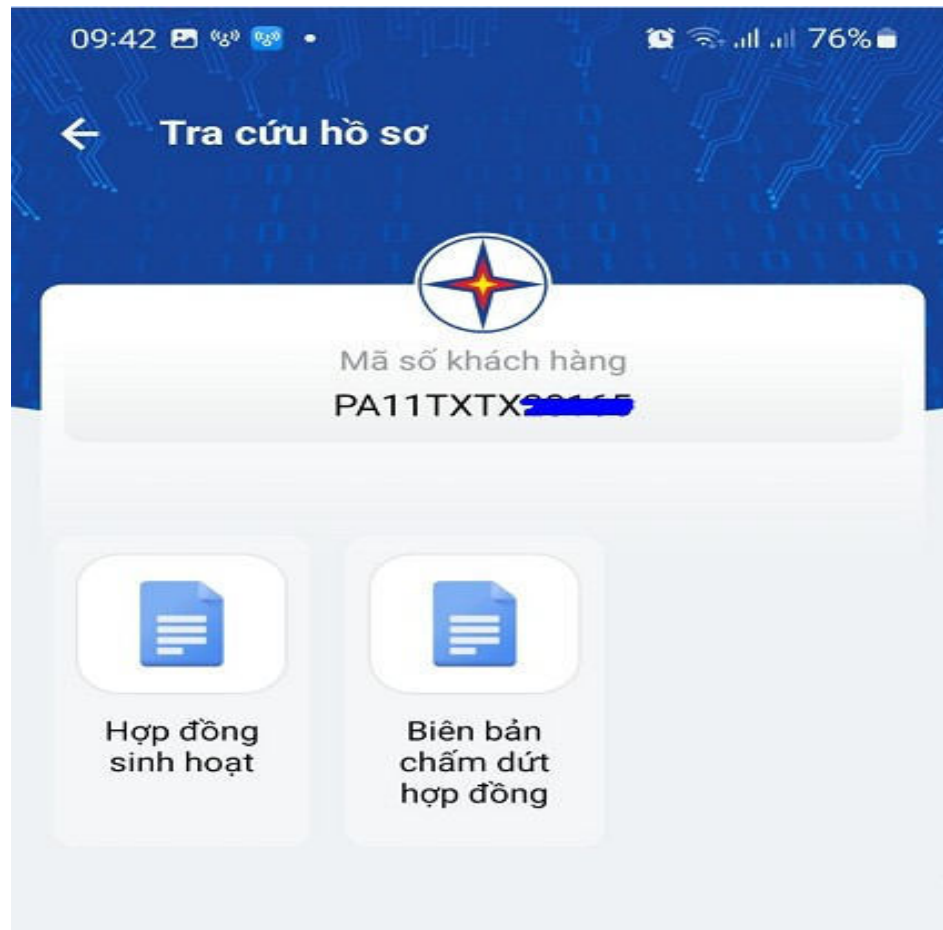 09:42
76%
Tra cứu hồ sơ
Mã số khách hàng
PA11TXTX
Hợp đồng
sinh hoạt
Biên bản
chấm dứt
hợp đồng